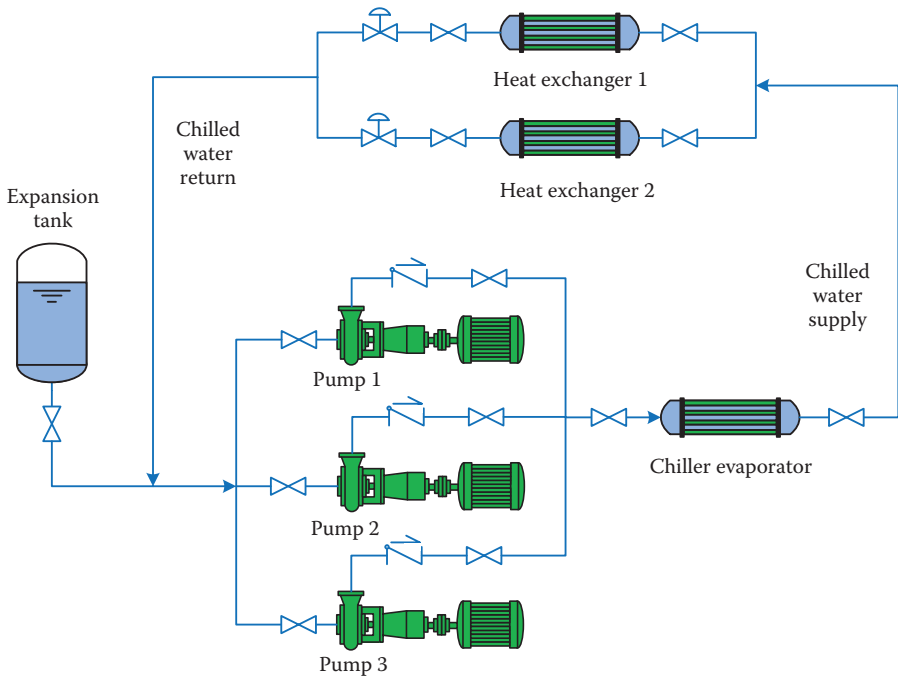 Heat exchanger 1
Chilled
water
return
Heat exchanger 2
Expansion
tank
Chilled
water
supply
Pump 1
Chiller evaporator
Pump 2
Pump 3